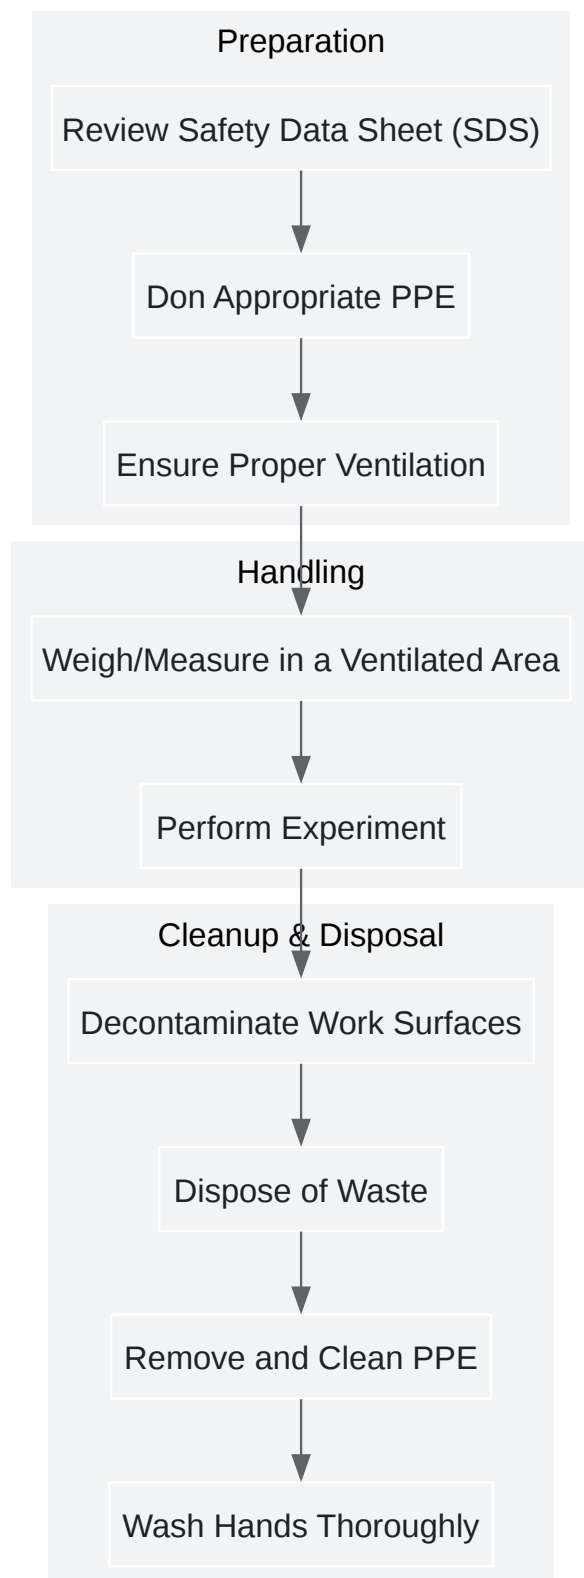 Preparation
Review Safety Data Sheet (SDS)
Don Appropriate PPE
Ensure Proper Ventilation
Handling
Weigh/Measure in a Ventilated Area
Perform Experiment
Cleanup & Disposal
Decontaminate Work Surfaces
Dispose of Waste
Remove and Clean PPE
Wash Hands Thoroughly